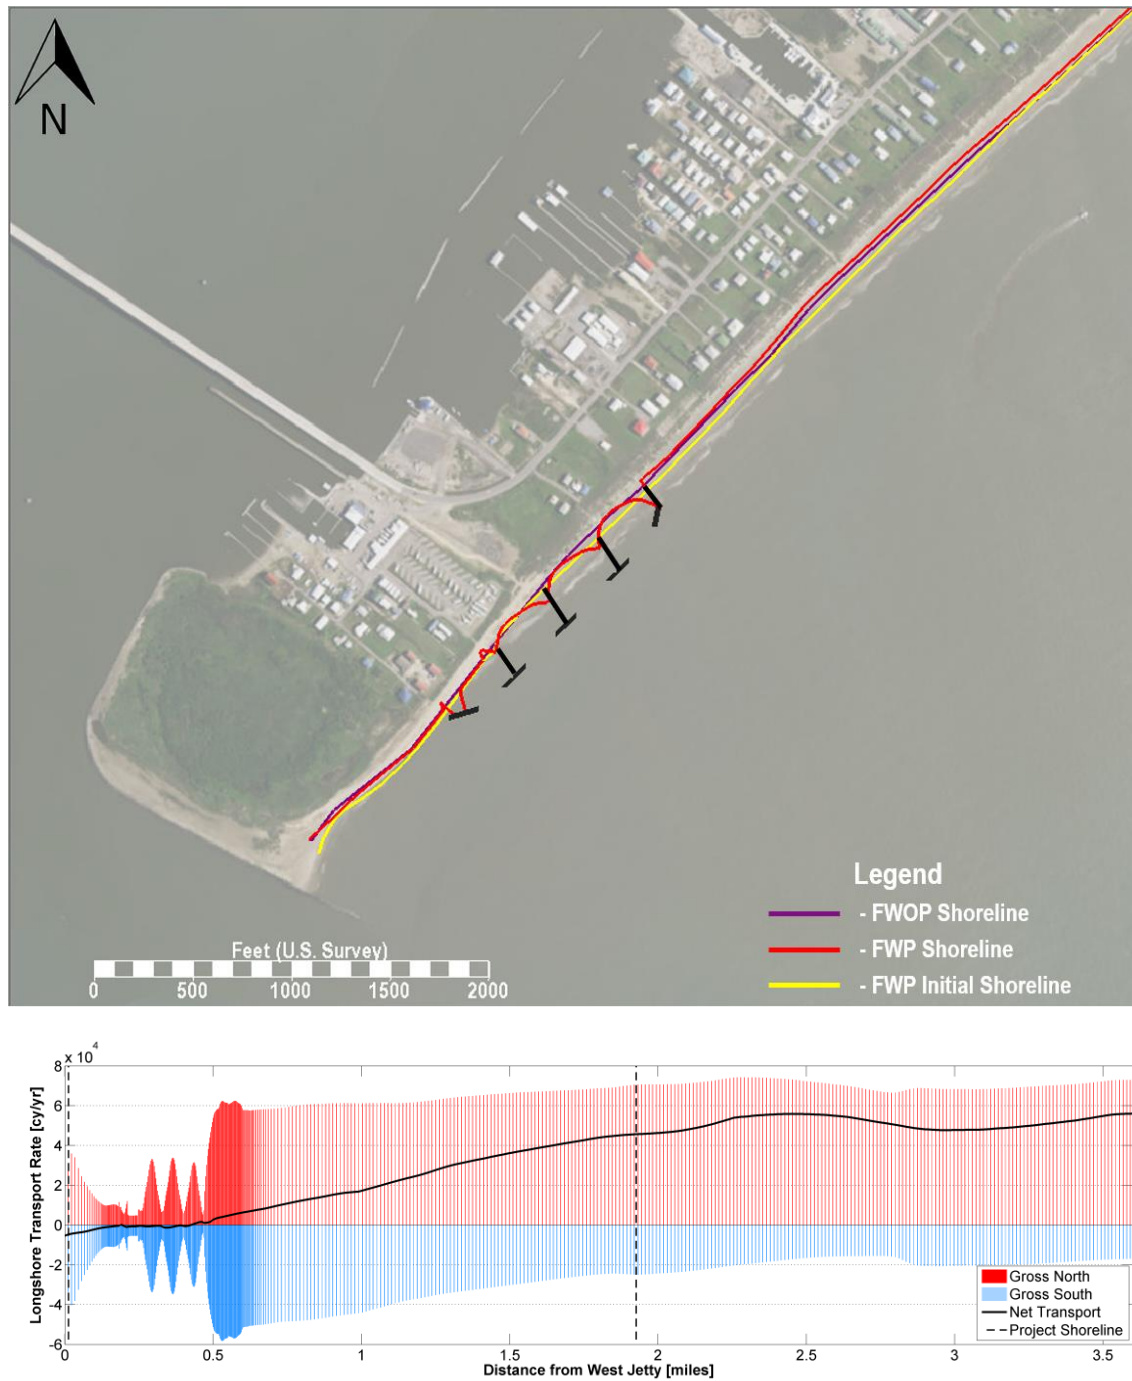 N
Legend
- FWOP Shoreline
- FWP Shoreline
- FWP Initial Shoreline
Feet (U.S. Survey)
0 500 1000 1500 2000
x 10^4
8
6
4
2
0
-2
-4
-6
Longshore Transport Rate [cy/yr]
Gross North
Gross South
Net Transport
Project Shoreline
0 0.5 1 1.5 2 2.5 3 3.5
Distance from West Jetty [miles]